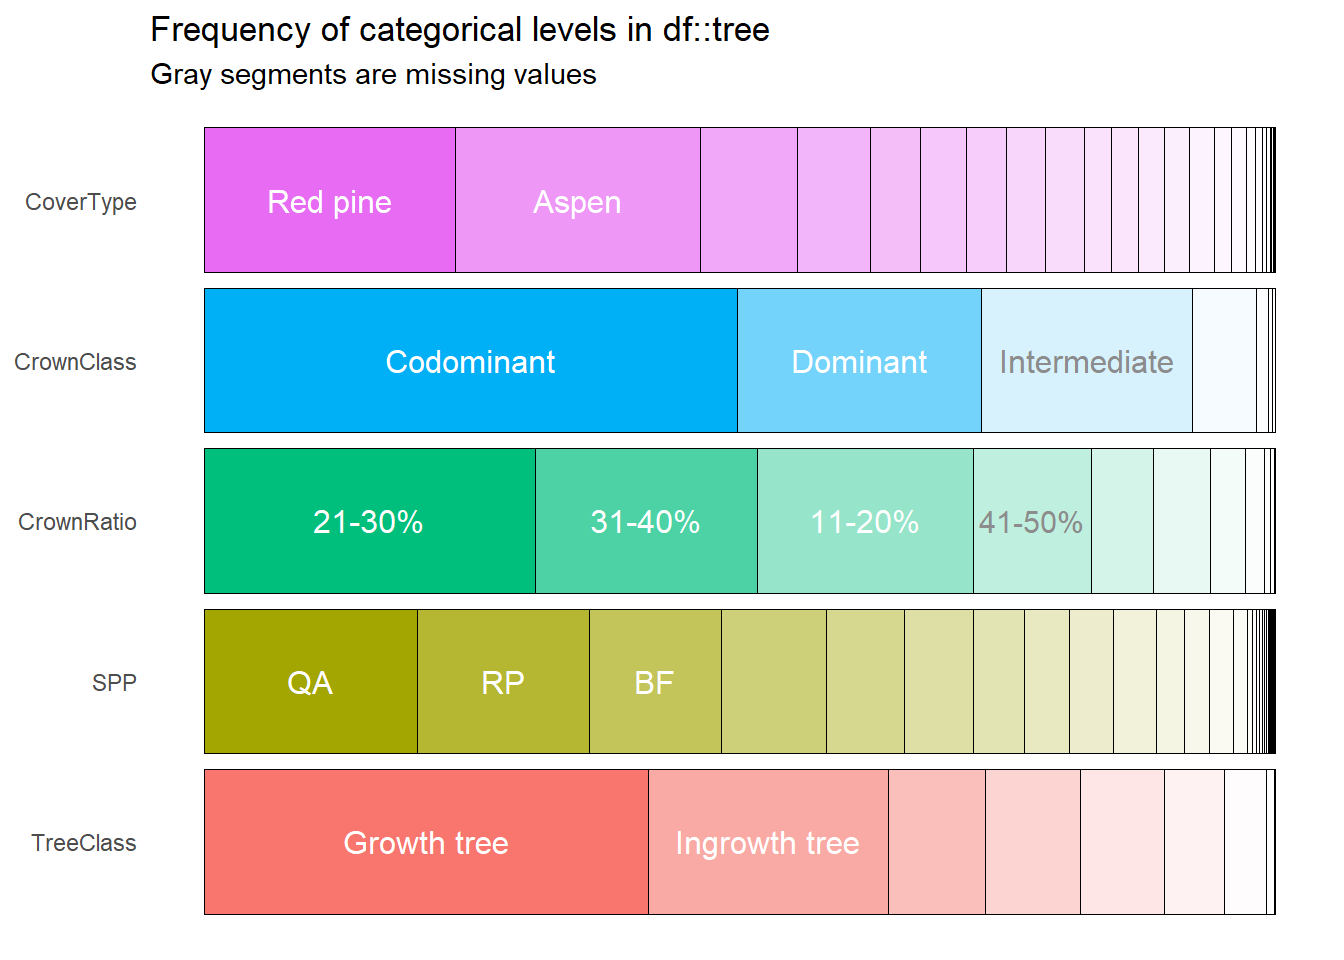 Frequency of categorical levels in df::tree
Gray segments are missing values
CoverType
Red pine
Aspen
CrownClass
Codominant
Dominant
Intermediate
CrownRatio
21-30%
31-40%
11-20%
41-50%
SPP
QA
RP
BF
TreeClass
Growth tree
Ingrowth tree